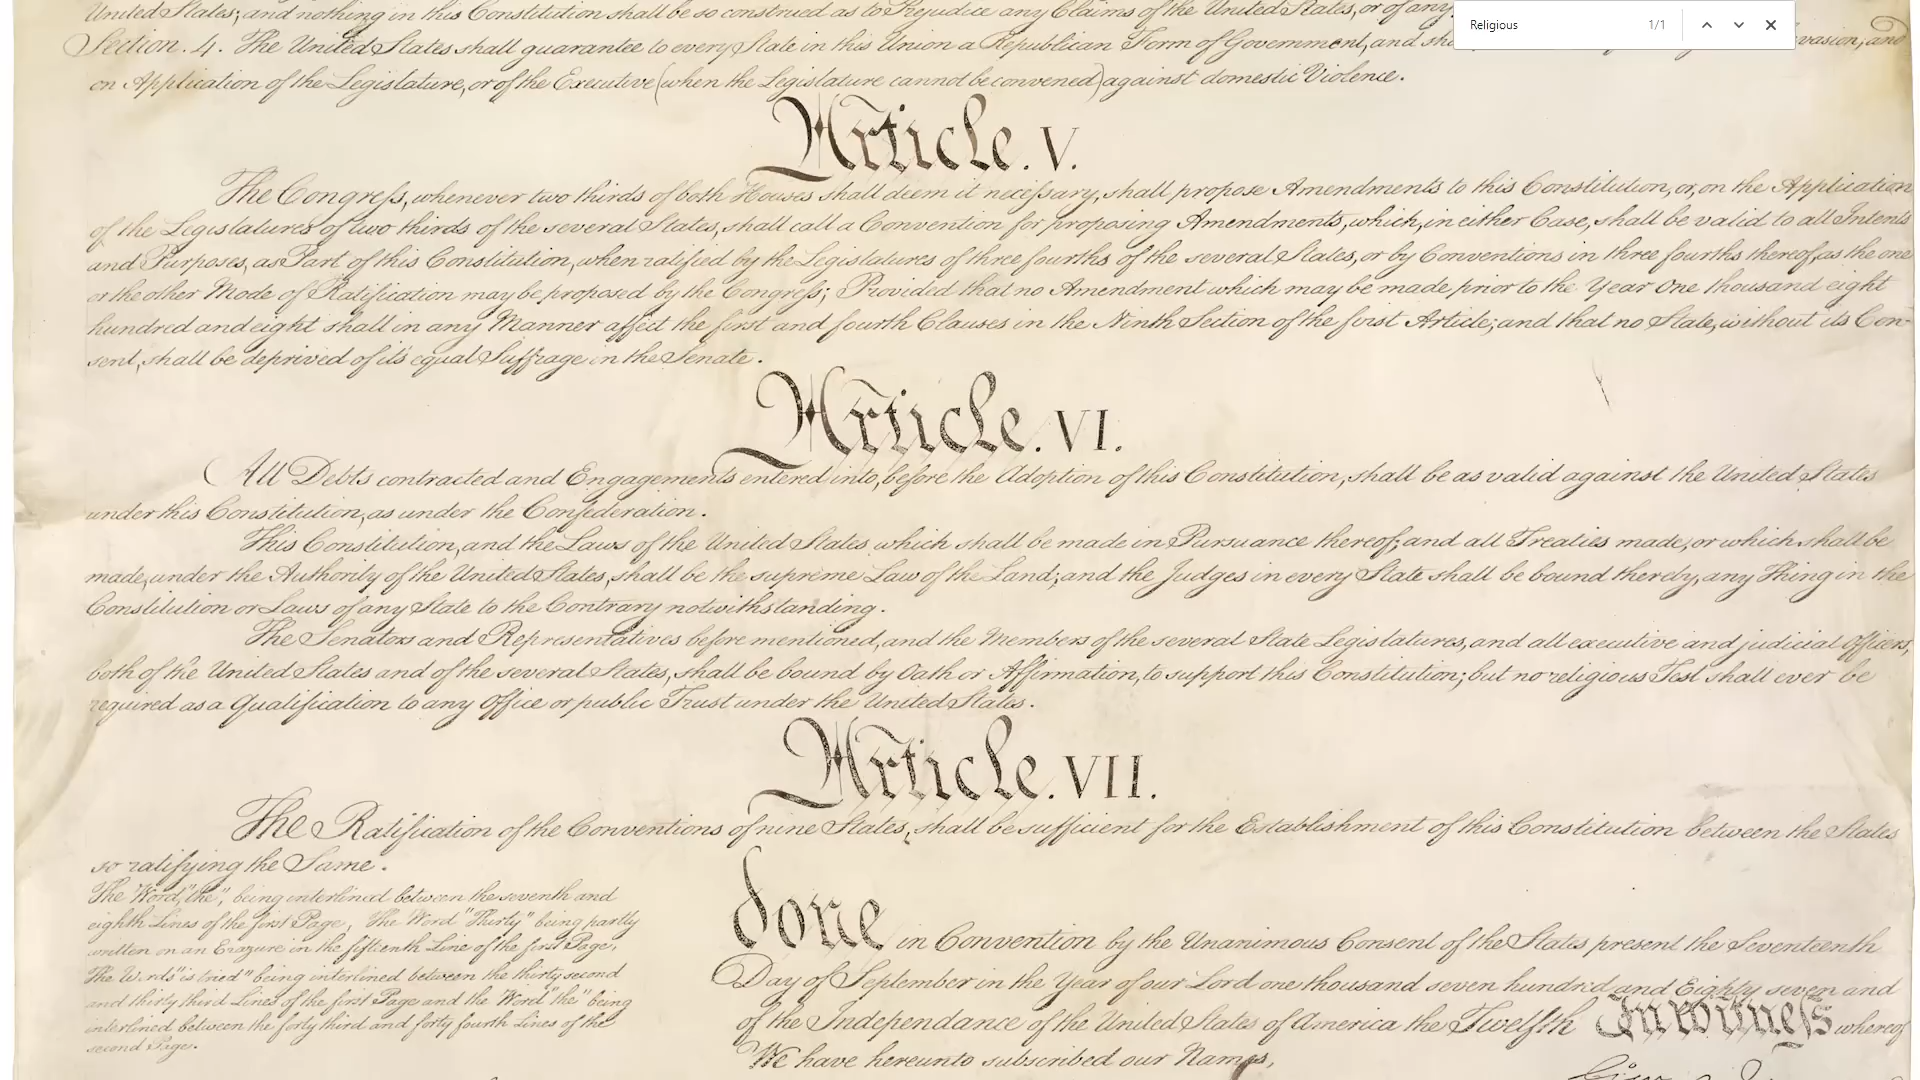 Religious 1/1
United States; and nothing in this Constitution shall be so construed as to Prejudice any Claims of the United States, or of any
Section. 4. The United States shall guarantee to every State in this Union a Republican Form of Government, and sha vasion; and
on Application of the Legislature, or of the Executive (when the Legislature cannot be convened) against domestic Violence.
Article. V.
The Congreſs, whenever two thirds of both Houses shall deem it neceſsary, shall propose Amendments to this Constitution, or, on the Application
of the Legislatures of two thirds of the several States, shall call a Convention for proposing Amendments, which, in either Case, shall be valid to all Intents
and Purposes, as Part of this Constitution, when ratified by the Legislatures of three fourths of the several States, or by Conventions in three fourths thereof, as the one
or the other Mode of Ratification may be proposed by the Congreſs; Provided that no Amendment which may be made prior to the Year One thousand eight
hundred and eight shall in any Manner affect the first and fourth Clauses in the Ninth Section of the first Article; and that no State, without its Con-
sent, shall be deprived of it's equal Suffrage in the Senate.
Article. VI.
All Debts contracted and Engagements entered into, before the Adoption of this Constitution, shall be as valid against the United States
under this Constitution, as under the Confederation.
This Constitution, and the Laws of the United States which shall be made in Pursuance thereof; and all Treaties made, or which shall be
made, under the Authority of the United States, shall be the supreme Law of the Land; and the Judges in every State shall be bound thereby, any Thing in the
Constitution or Laws of any State to the Contrary notwithstanding.
The Senators and Representatives before mentioned, and the Members of the several State Legislatures, and all executive and judicial Officers,
both of the United States and of the several States, shall be bound by Oath or Affirmation, to support this Constitution; but no religious Test shall ever be
required as a Qualification to any Office or public Trust under the United States.
Article. VII.
The Ratification of the Conventions of nine States, shall be sufficient for the Establishment of this Constitution between the States
so ratifying the Same.
The Word, "the", being interlined between the seventh and
eighth Lines of the first Page, The Word "Thirty" being partly
written on an Erazure in the fifteenth Line of the first Page,
The Words "is tried" being interlined between the thirty second
and thirty third Lines of the first Page and the Word "the" being
interlined between the forty third and forty fourth Lines of the
second Page.
done in Convention by the Unanimous Consent of the States present the Seventeenth
Day of September in the Year of our Lord one thousand seven hundred and Eighty seven and
of the Independance of the United States of America the Twelfth In Witneſs whereof
We have hereunto subscribed our Names,